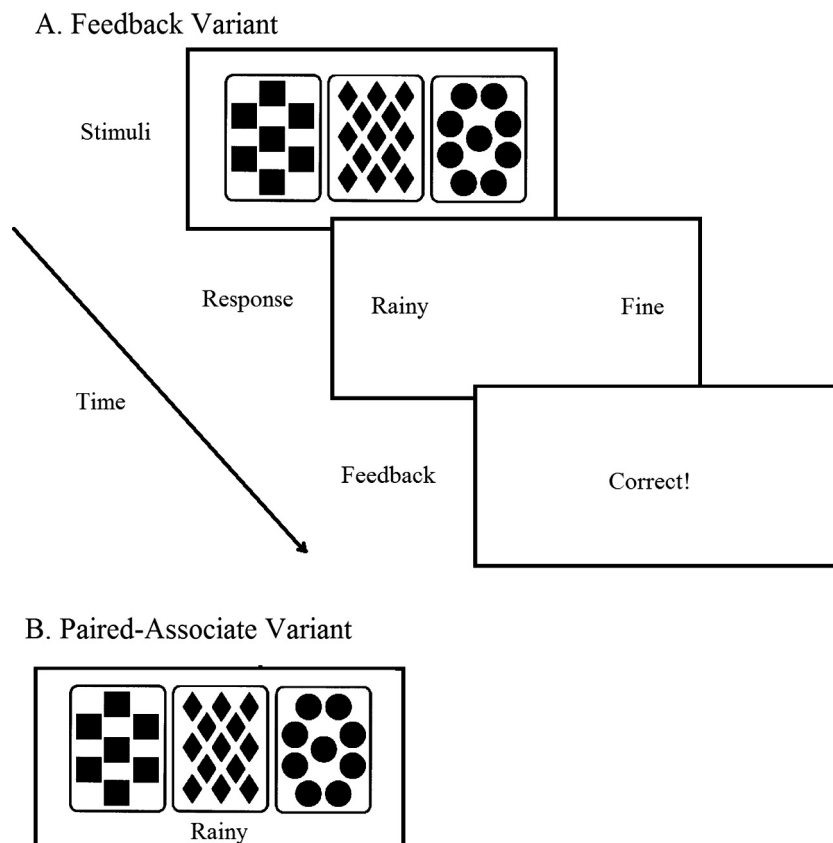 A. Feedback Variant
Stimuli
Response
Rainy
Fine
Time
Feedback
Correct!
B. Paired-Associate Variant
Rainy